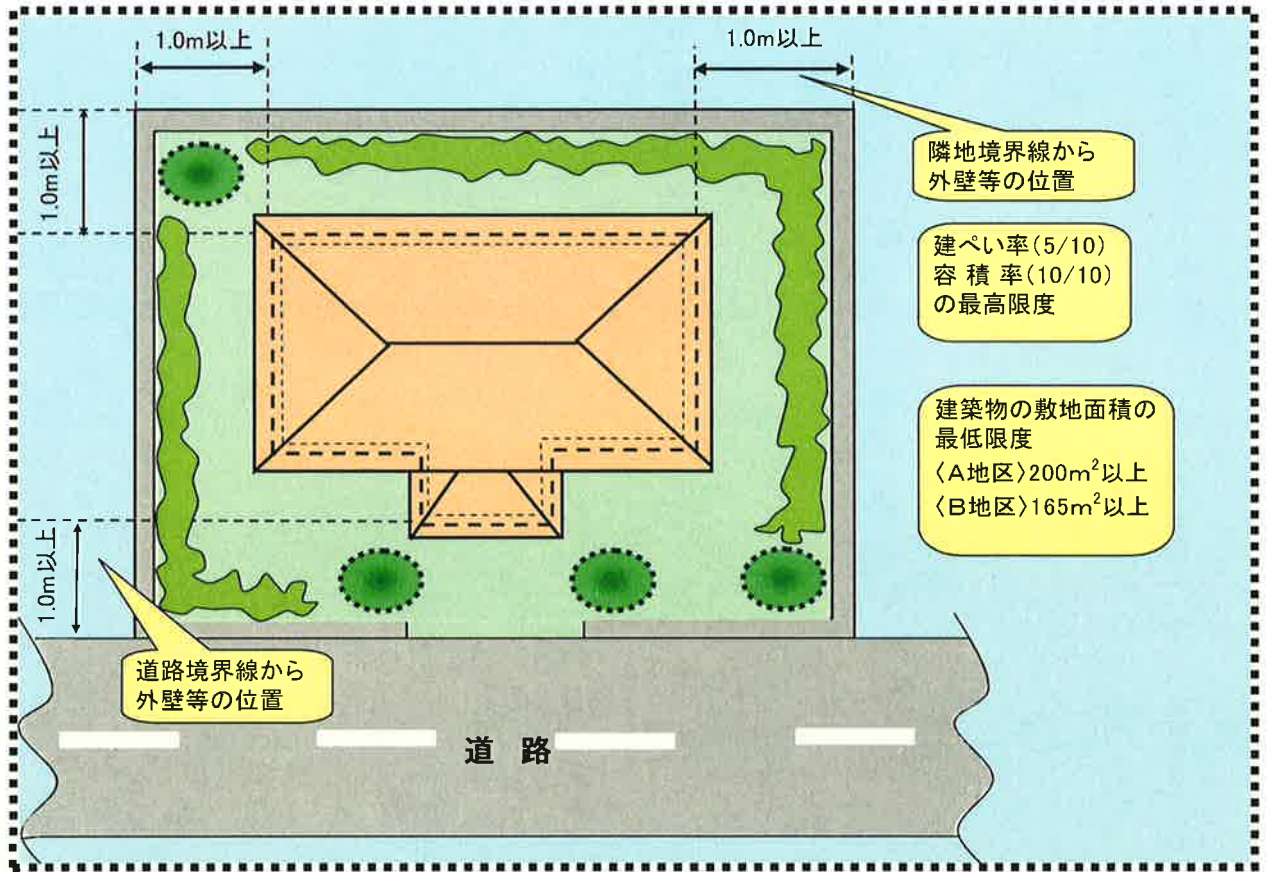 1.0m以上
1.0m以上
1.0m以上
隣地境界線から
外壁等の位置
建ぺい率(5/10)
容 積 率(10/10)
の最高限度
建築物の敷地面積の
最低限度
〈A地区〉200m²以上
〈B地区〉165m²以上
1.0m以上
道路境界線から
外壁等の位置
道 路